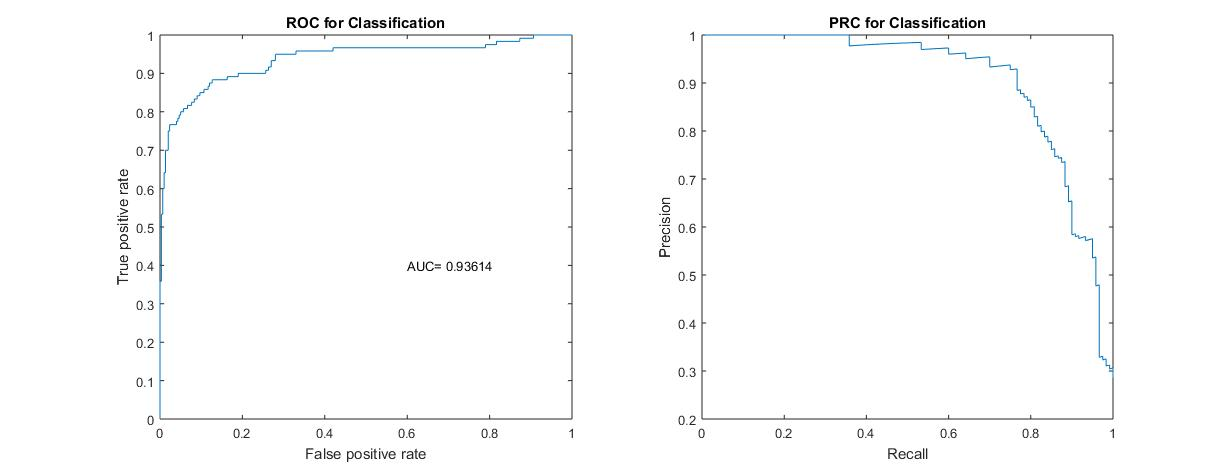 ROC for Classification
1
0.9
0.8
0.7
0.6
0.5
0.4
0.3
0.2
0.1
0
True positive rate
AUC= 0.93614
0 0.2 0.4 0.6 0.8 1
False positive rate
PRC for Classification
1
0.9
0.8
0.7
0.6
0.5
0.4
0.3
0.2
Precision
0 0.2 0.4 0.6 0.8 1
Recall